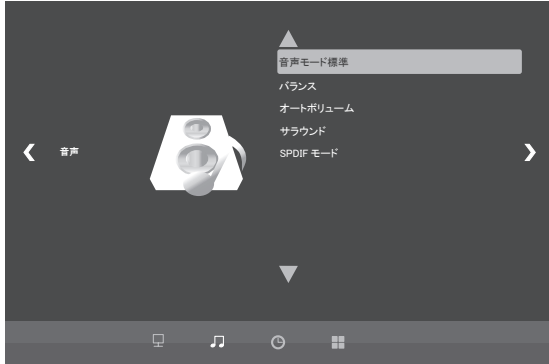 音声モード標準
バランス
オートボリューム
サラウンド
SPDIF モード
音声